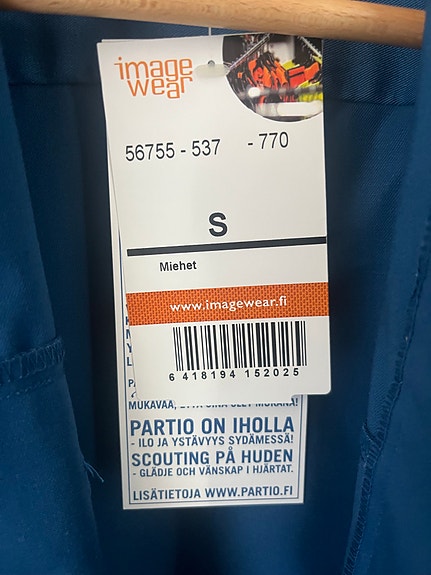 image
wear
56755 - 537 - 770
S
Miehet
www.imagewear.fi
6 418194 152025
MUKAVAA,
PARTIO ON IHOLLA
- ILO JA YSTÄVYYS SYDÄMESSÄ!
SCOUTING PÅ HUDEN
- GLÄDJE OCH VÄNSKAP I HJÄRTAT.
LISÄTIETOJA WWW.PARTIO.FI